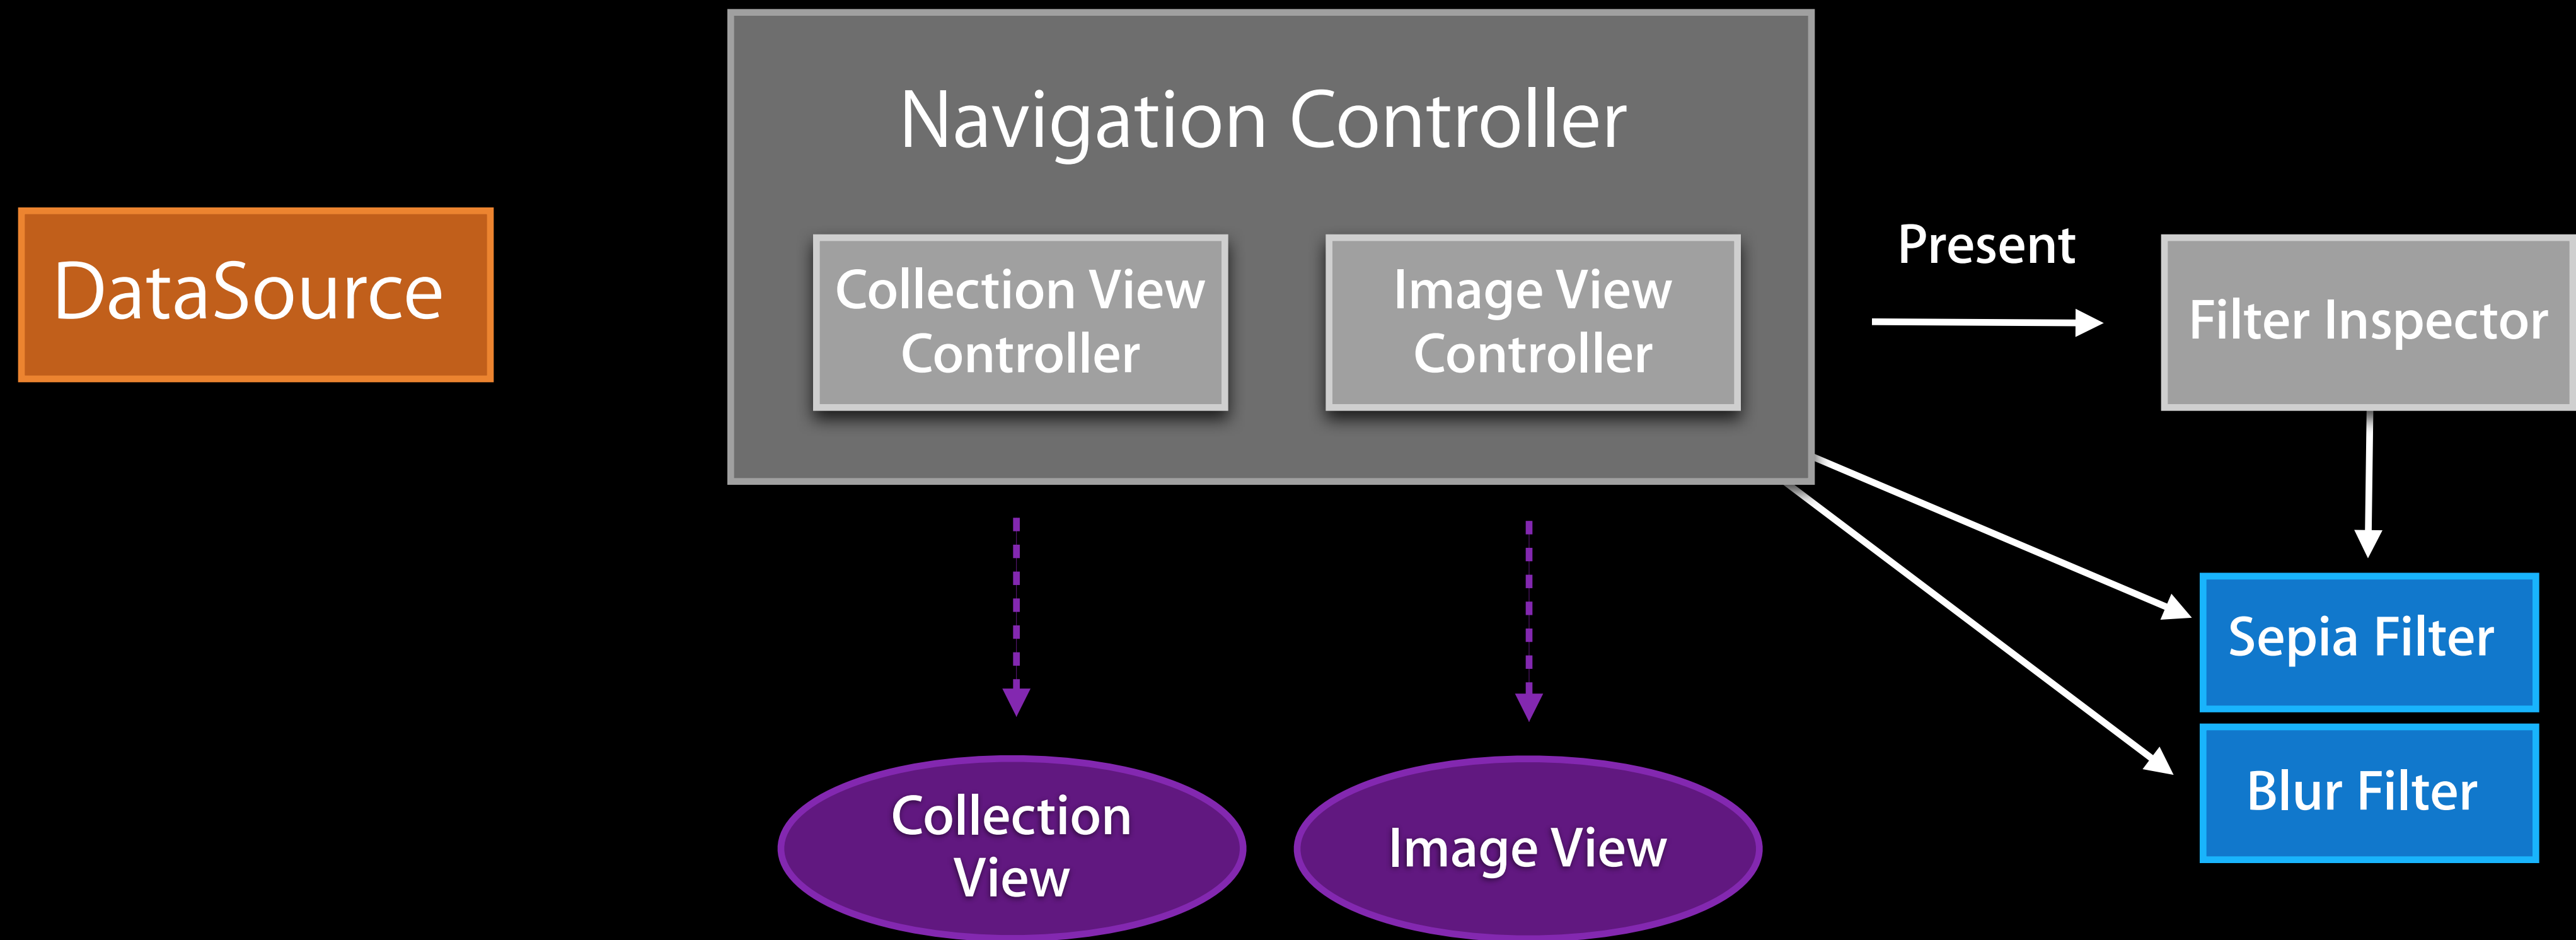 Navigation Controller
DataSource
Collection View
Controller
Image View
Controller
Present
Filter Inspector
Sepia Filter
Blur Filter
Collection
View
Image View